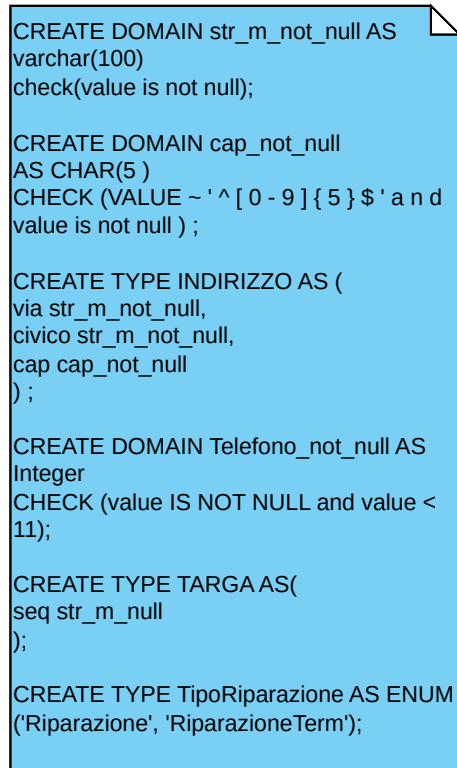 CREATE DOMAIN str_m_not_null AS
varchar(100)
check(value is not null);

CREATE DOMAIN cap_not_null
AS CHAR(5 )
CHECK (VALUE ~ ' ^ [ 0 - 9 ] { 5 } $ ' a n d
value is not null ) ;

CREATE TYPE INDIRIZZO AS (
via str_m_not_null,
civico str_m_not_null,
cap cap_not_null
) ;

CREATE DOMAIN Telefono_not_null AS
Integer
CHECK (value IS NOT NULL and value <
11);

CREATE TYPE TARGA AS(
seq str_m_null
);

CREATE TYPE TipoRiparazione AS ENUM
('Riparazione', 'RiparazioneTerm');